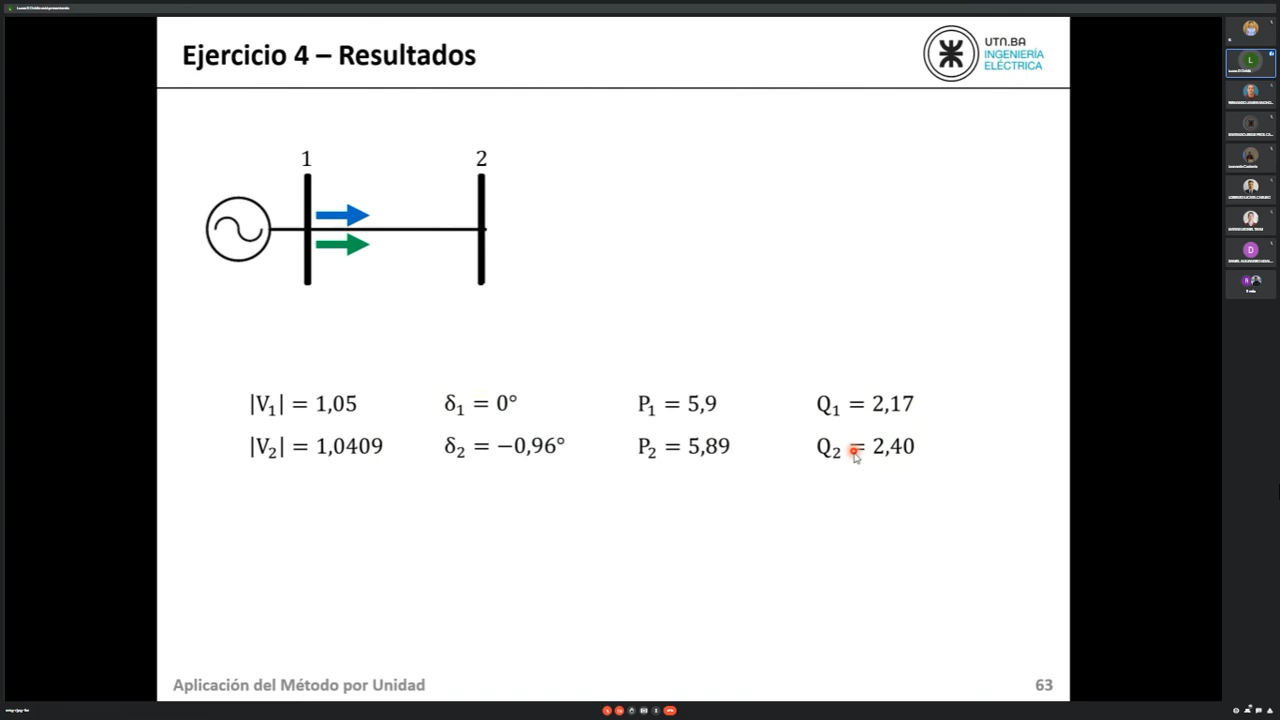 Ejercicio 4 – Resultados
UTN.BA
INGENIERÍA
ELÉCTRICA
1
2
|V₁| = 1,05 δ₁ = 0° P₁ = 5,9 Q₁ = 2,17
|V₂| = 1,0409 δ₂ = −0,96° P₂ = 5,89 Q₂ = 2,40
Aplicación del Método por Unidad
63
L
D